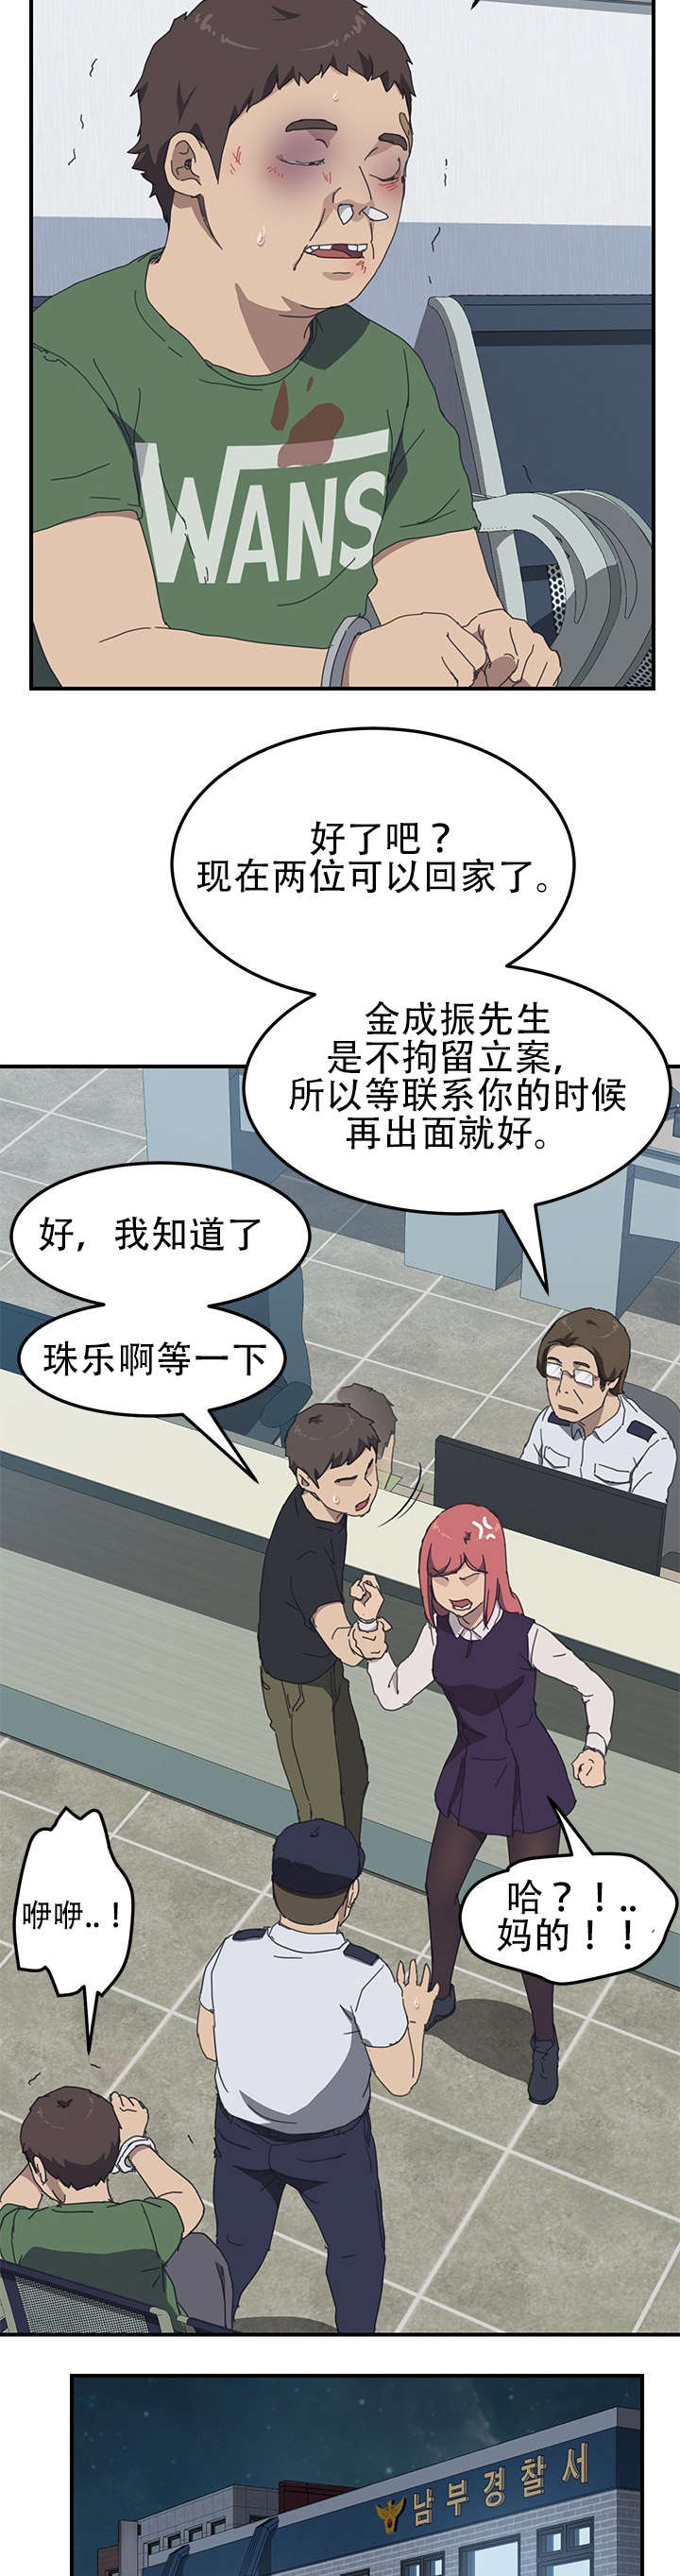 WANS
好了吧？
现在两位可以回家了。
金成振先生
是不拘留立案,
所以等联系你的时候
再出面就好。
好, 我知道了
珠乐啊等一下
哈？！..
妈的！！
咿咿..！
남부경찰서